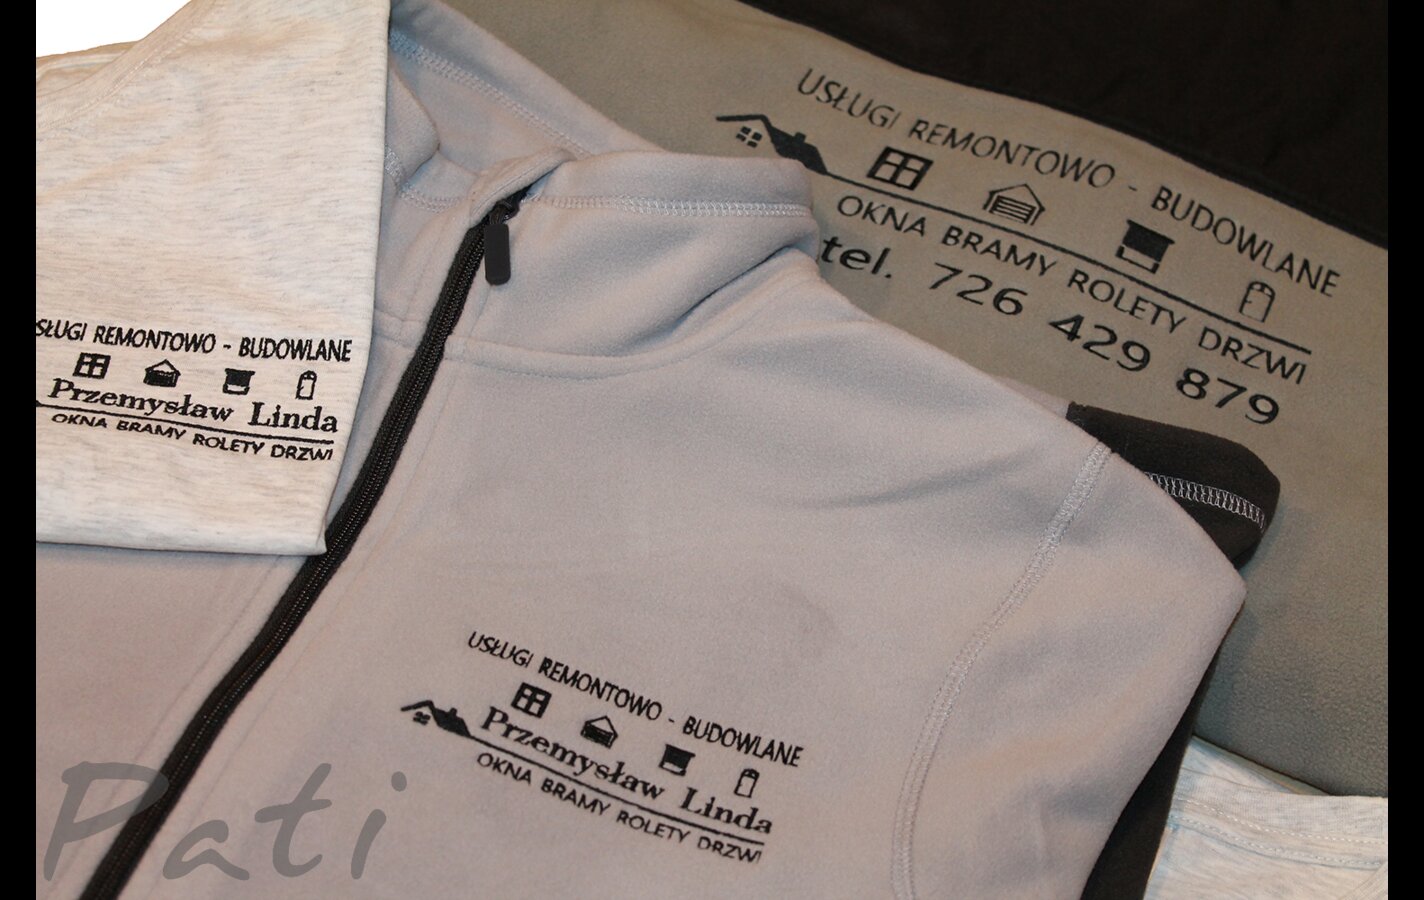 USŁUGI REMONTOWO - BUDOWLANE
OKNA BRAMY ROLETY DRZWI
tel. 726 429 879
SŁUGI REMONTOWO - BUDOWLANE
Przemysław Linda
OKNA BRAMY ROLETY DRZWI
USŁUGI REMONTOWO - BUDOWLANE
Przemysław Linda
OKNA BRAMY ROLETY DRZWI
Pati